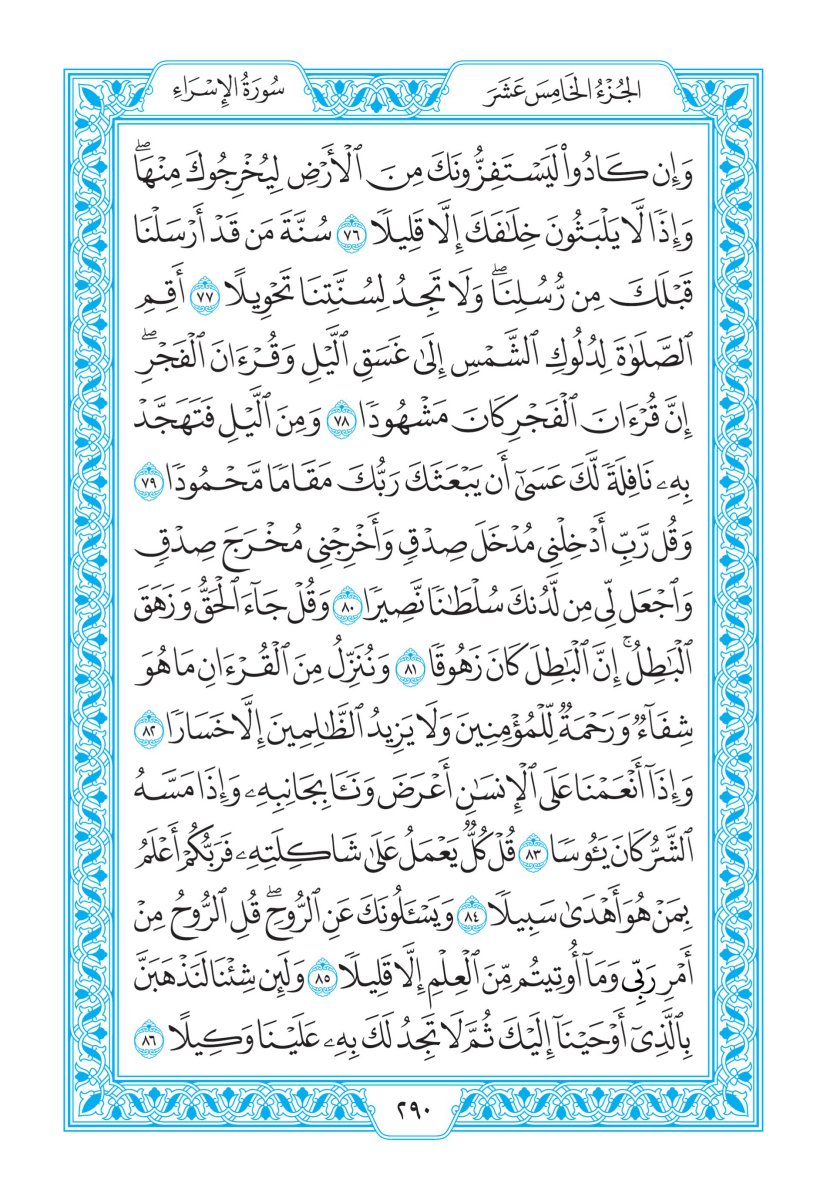 الجُزْءُ الخَامِسَ عَشَرَ
سُورَةُ الإِسْرَاءِ
وَإِن كَادُوا۟ لَيَسْتَفِزُّونَكَ مِنَ ٱلْأَرْضِ لِيُخْرِجُوكَ مِنْهَا ۖ
وَإِذًا لَّا يَلْبَثُونَ خِلَـٰفَكَ إِلَّا قَلِيلًا ٧٦ سُنَّةَ مَن قَدْ أَرْسَلْنَا
قَبْلَكَ مِن رُّسُلِنَا ۖ وَلَا تَجِدُ لِسُنَّتِنَا تَحْوِيلًا ٧٧ أَقِمِ
ٱلصَّلَوٰةَ لِدُلُوكِ ٱلشَّمْسِ إِلَىٰ غَسَقِ ٱلَّيْلِ وَقُرْءَانَ ٱلْفَجْرِ ۖ
إِنَّ قُرْءَانَ ٱلْفَجْرِ كَانَ مَشْهُودًا ٧٨ وَمِنَ ٱلَّيْلِ فَتَهَجَّدْ
بِهِۦ نَافِلَةً لَّكَ عَسَىٰٓ أَن يَبْعَثَكَ رَبُّكَ مَقَامًا مَّحْمُودًا ٧٩
وَقُل رَّبِّ أَدْخِلْنِى مُدْخَلَ صِدْقٍ وَأَخْرِجْنِى مُخْرَجَ صِدْقٍ
وَٱجْعَل لِّى مِن لَّدُنكَ سُلْطَـٰنًا نَّصِيرًا ٨٠ وَقُلْ جَآءَ ٱلْحَقُّ وَزَهَقَ
ٱلْبَـٰطِلُ ۚ إِنَّ ٱلْبَـٰطِلَ كَانَ زَهُوقًا ٨١ وَنُنَزِّلُ مِنَ ٱلْقُرْءَانِ مَا هُوَ
شِفَآءٌ وَرَحْمَةٌ لِّلْمُؤْمِنِينَ وَلَا يَزِيدُ ٱلظَّـٰلِمِينَ إِلَّا خَسَارًا ٨٢
وَإِذَآ أَنْعَمْنَا عَلَى ٱلْإِنسَـٰنِ أَعْرَضَ وَنَـَٔا بِجَانِبِهِۦ وَإِذَا مَسَّهُ
ٱلشَّرُّ كَانَ يَـُٔوسًا ٨٣ قُلْ كُلٌّ يَعْمَلُ عَلَىٰ شَاكِلَتِهِۦ فَرَبُّكُمْ أَعْلَمُ
بِمَنْ هُوَ أَهْدَىٰ سَبِيلًا ٨٤ وَيَسْـَٔلُونَكَ عَنِ ٱلرُّوحِ ۖ قُلِ ٱلرُّوحُ مِنْ
أَمْرِ رَبِّى وَمَآ أُوتِيتُم مِّنَ ٱلْعِلْمِ إِلَّا قَلِيلًا ٨٥ وَلَئِن شِئْنَا لَنَذْهَبَنَّ
بِٱلَّذِىٓ أَوْحَيْنَآ إِلَيْكَ ثُمَّ لَا تَجِدُ لَكَ بِهِۦ عَلَيْنَا وَكِيلًا ٨٦
٢٩٠